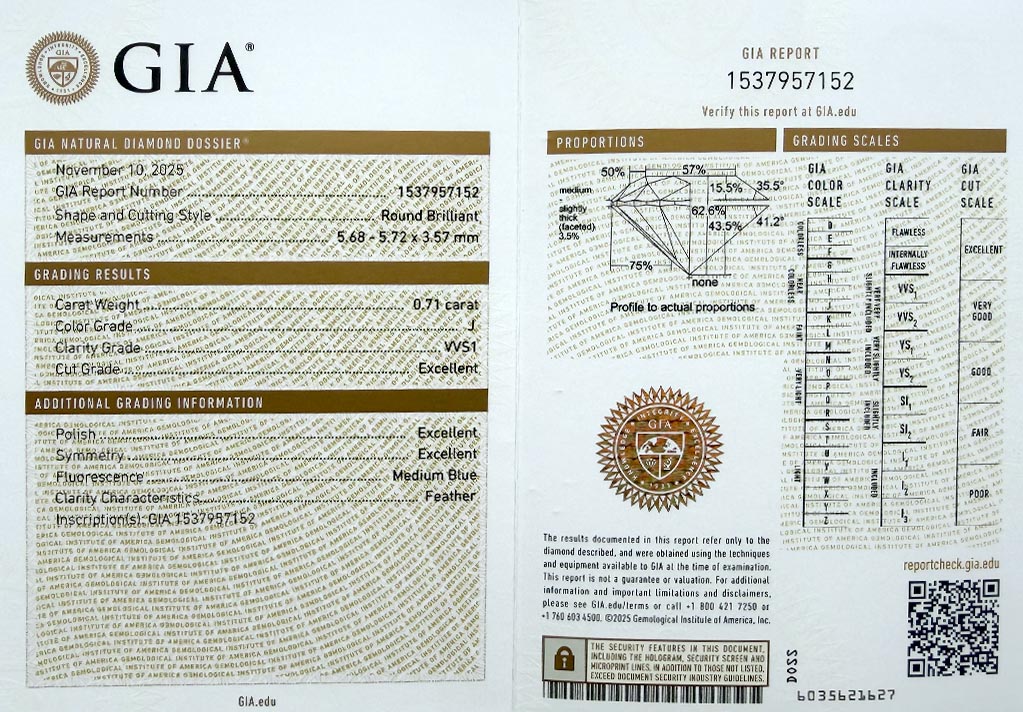 GIA®
GIA NATURAL DIAMOND DOSSIER®
November 10, 2025
GIA Report Number 1537957152
Shape and Cutting Style Round Brilliant
Measurements 5.68 - 5.72 x 3.57 mm
GRADING RESULTS
Carat Weight 0.71 carat
Color Grade J
Clarity Grade VVS1
Cut Grade Excellent
ADDITIONAL GRADING INFORMATION
Polish Excellent
Symmetry Excellent
Fluorescence Medium Blue
Clarity Characteristics Feather
Inscription(s): GIA 1537957152
GIA.edu
GIA REPORT
1537957152
Verify this report at GIA.edu
PROPORTIONS
50%
57%
medium
15.5%
35.5°
slightly
thick
(faceted)
3.5%
62.6%
43.5%
41.2°
75%
none
Profile to actual proportions
GRADING SCALES
GIA
COLOR
SCALE
COLORLESS
NEAR COLORLESS
FAINT
VERY LIGHT
LIGHT
D
E
F
G
H
I
J
K
L
M
N
O
P
Q
R
S
T
U
V
W
X
Y
Z
GIA
CLARITY
SCALE
FLAWLESS
INTERNALLY
FLAWLESS
VERY VERY SLIGHTLY INCLUDED
VVS1
VVS2
VERY SLIGHTLY INCLUDED
VS1
VS2
SLIGHTLY INCLUDED
SI1
SI2
INCLUDED
I1
I2
I3
GIA
CUT
SCALE
EXCELLENT
VERY
GOOD
GOOD
FAIR
POOR
GIA
The results documented in this report refer only to the
diamond described, and were obtained using the techniques
and equipment available to GIA at the time of examination.
This report is not a guarantee or valuation. For additional
information and important limitations and disclaimers,
please see GIA.edu/terms or call +1 800 421 7250 or
+1 760 603 4500. ©2025 Gemological Institute of America, Inc.
THE SECURITY FEATURES IN THIS DOCUMENT,
INCLUDING THE HOLOGRAM, SECURITY SCREEN AND
MICROPRINT LINES, IN ADDITION TO THOSE NOT LISTED,
EXCEED DOCUMENT SECURITY INDUSTRY GUIDELINES.
reportcheck.gia.edu
DOSS
6035621627